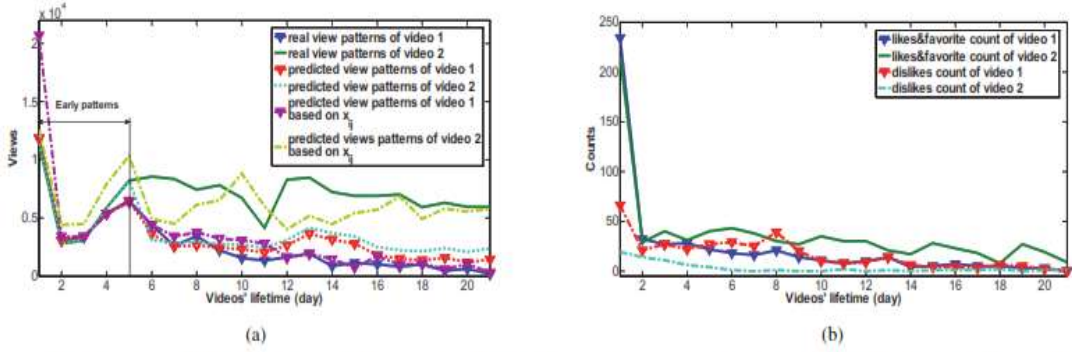 x 10⁴
2
1.5
1
0.5
0
Views
Early patterns
real view patterns of video 1
real view patterns of video 2
predicted view patterns of video 1
predicted view patterns of video 2
predicted view patterns of video 1
based on x_ij
predicted views patterns of video 2
based on x_ij
2 4 6 8 10 12 14 16 18 20
Videos' lifetime (day)
(a)
250
200
150
100
50
0
Counts
likes&favorite count of video 1
likes&favorite count of video 2
dislikes count of video 1
dislikes count of video 2
2 4 6 8 10 12 14 16 18 20
Videos' lifetime (day)
(b)